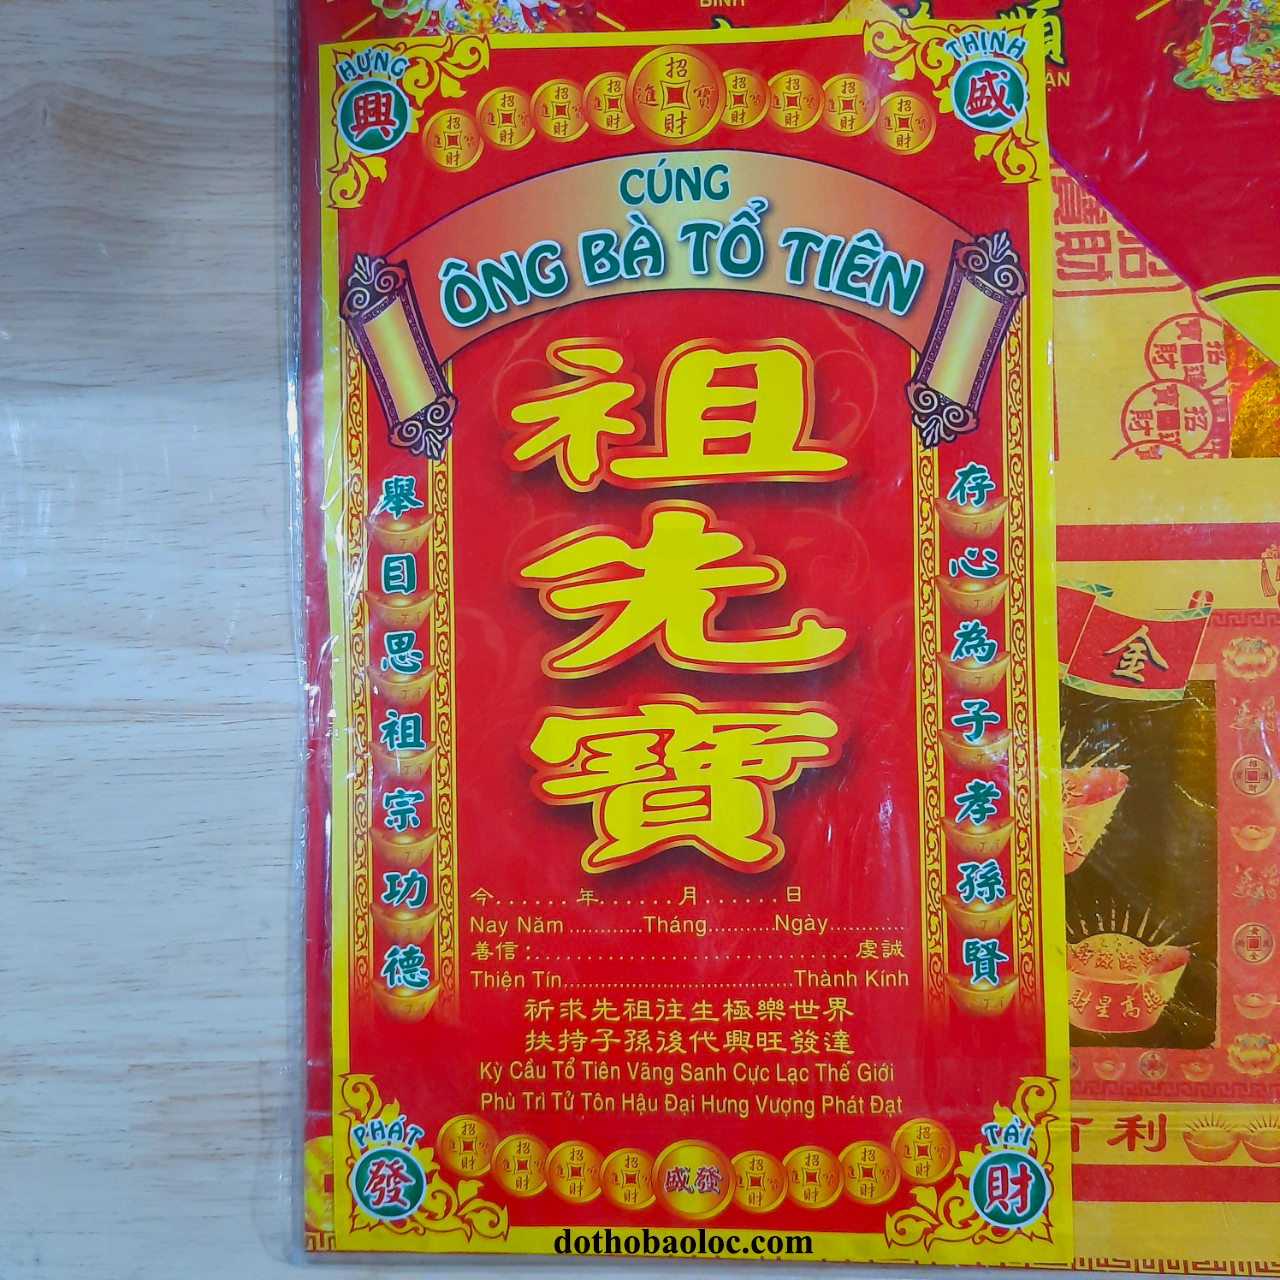 BÌNH
順
HƯNG
興
THỊNH
盛
招財進寶
CÚNG
ÔNG BÀ TỔ TIÊN
祖先寶
舉目思祖宗功德
存心為子孝孫賢
今......年......月......日
Nay Năm ............Tháng...........Ngày............
善信:..............................虔誠
Thiện Tín......................................Thành Kính
祈求先祖往生極樂世界
扶持子孫後代興旺發達
Kỳ Cầu Tổ Tiên Vãng Sanh Cực Lạc Thế Giới
Phù Trì Tử Tôn Hậu Đại Hưng Vượng Phát Đạt
PHÁT
發
TÀI
財
盛發
金
利
dothobaoloc.com